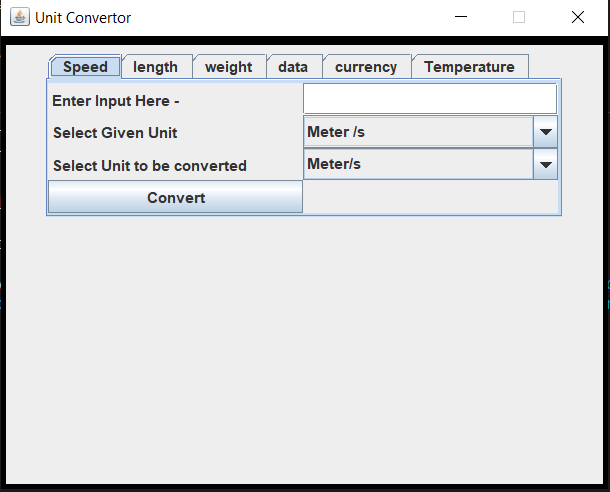 Unit Convertor
Speed length weight data currency Temperature
Enter Input Here -
Select Given Unit Meter /s
Select Unit to be converted Meter/s
Convert